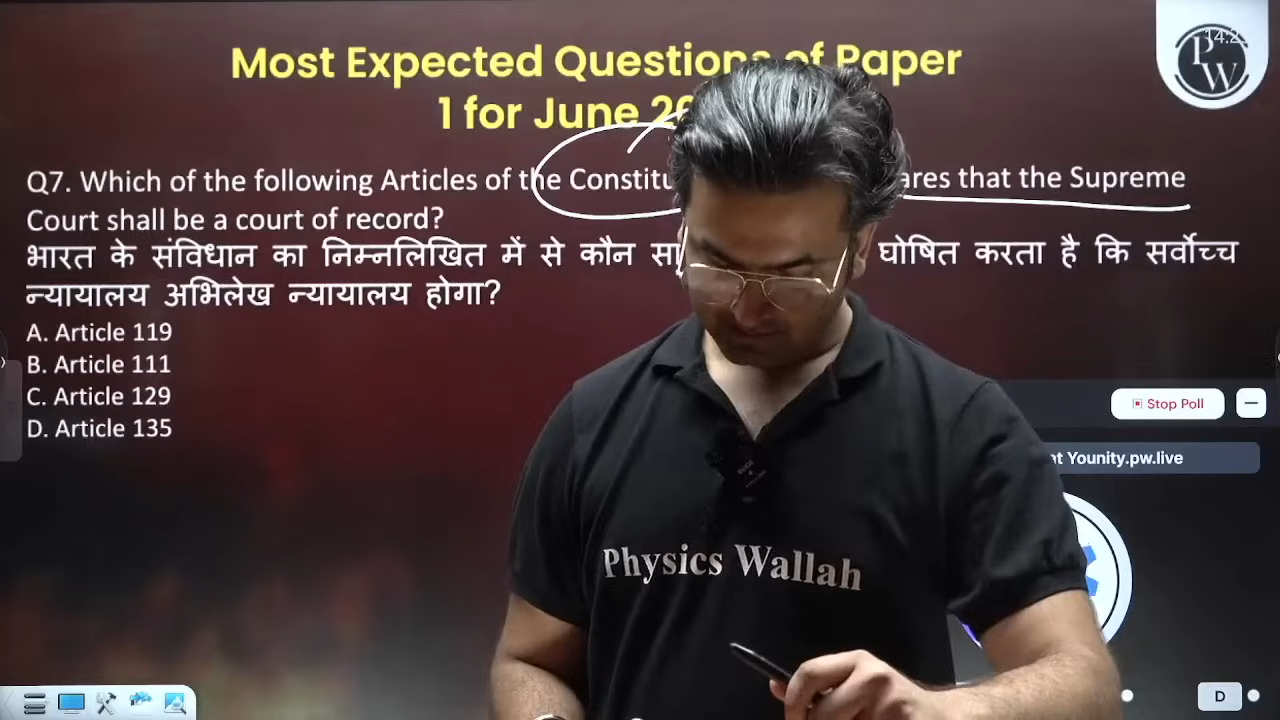 Most Expected Questions of Paper
1 for June
Q7. Which of the following Articles of the that the Supreme
Court shall be a court of record?
भारत के संविधान का निम्नलिखित में से कौन घोषित करता है कि सर्वोच्च
न्यायालय अभिलेख न्यायालय होगा?
A. Article 119
B. Article 111
C. Article 129
D. Article 135
Stop Poll
Younity.pw.live
Physics Wallah
PW
D